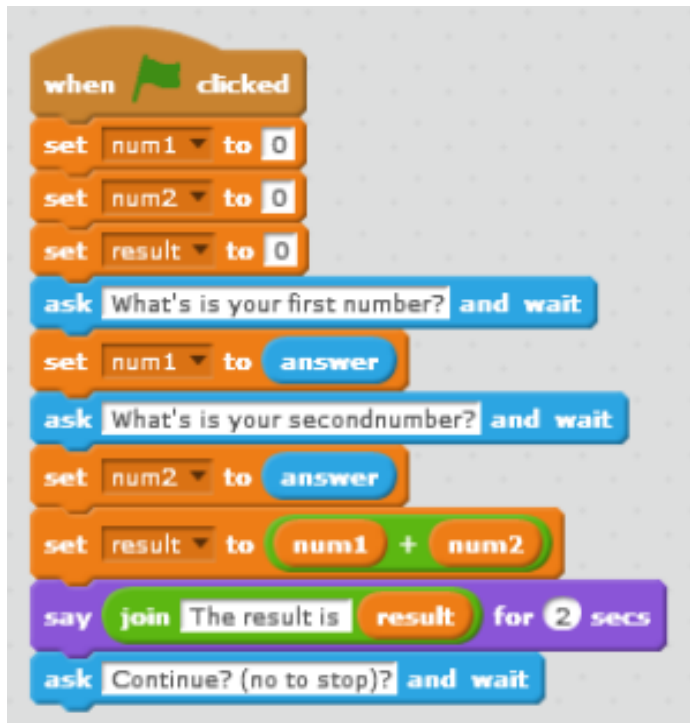 when clicked
set num1 to 0
set num2 to 0
set result to 0
ask What's is your first number? and wait
set num1 to answer
ask What's is your secondnumber? and wait
set num2 to answer
set result to num1 + num2
say join The result is result for 2 secs
ask Continue? (no to stop)? and wait